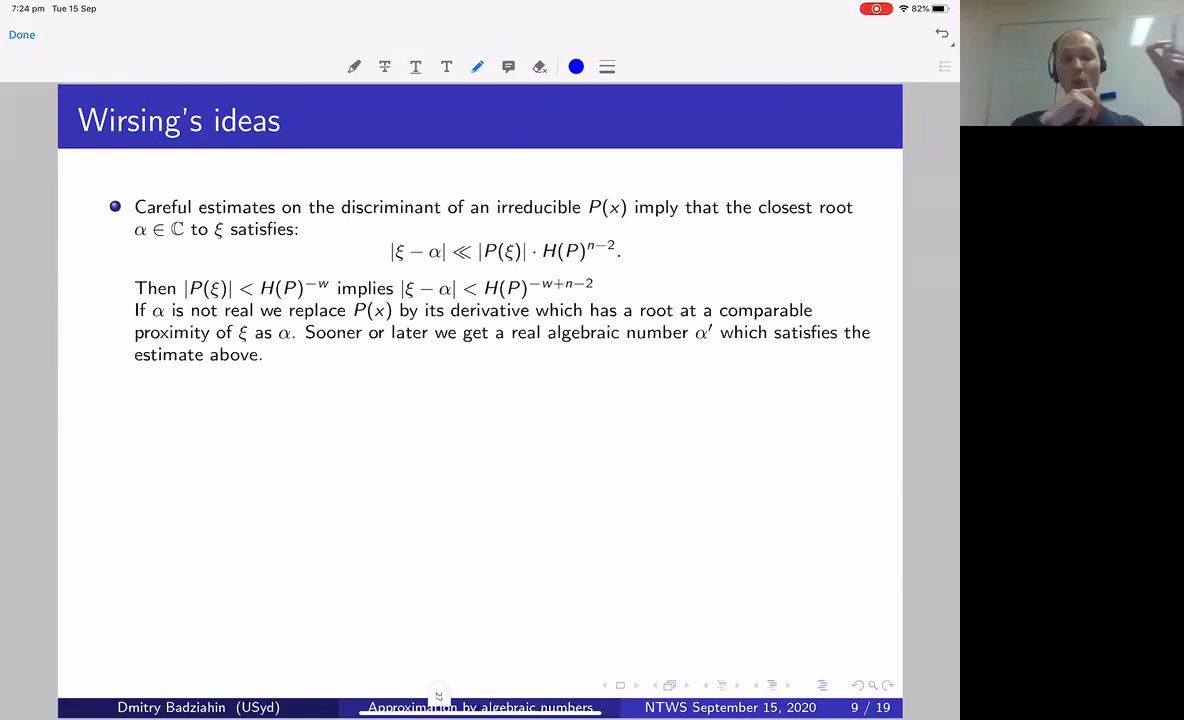 7:24 pm Tue 15 Sep
82%
Done
T T T
Wirsing's ideas
Careful estimates on the discriminant of an irreducible P(x) imply that the closest root
α ∈ ℂ to ξ satisfies:
|ξ − α| ≪ |P(ξ)| · H(P)ⁿ⁻².
Then |P(ξ)| < H(P)⁻ʷ implies |ξ − α| < H(P)⁻ʷ⁺ⁿ⁻²
If α is not real we replace P(x) by its derivative which has a root at a comparable
proximity of ξ as α. Sooner or later we get a real algebraic number α′ which satisfies the
estimate above.
27
Dmitry Badziahin (USyd) Approximation by algebraic numbers NTWS September 15, 2020 9 / 19